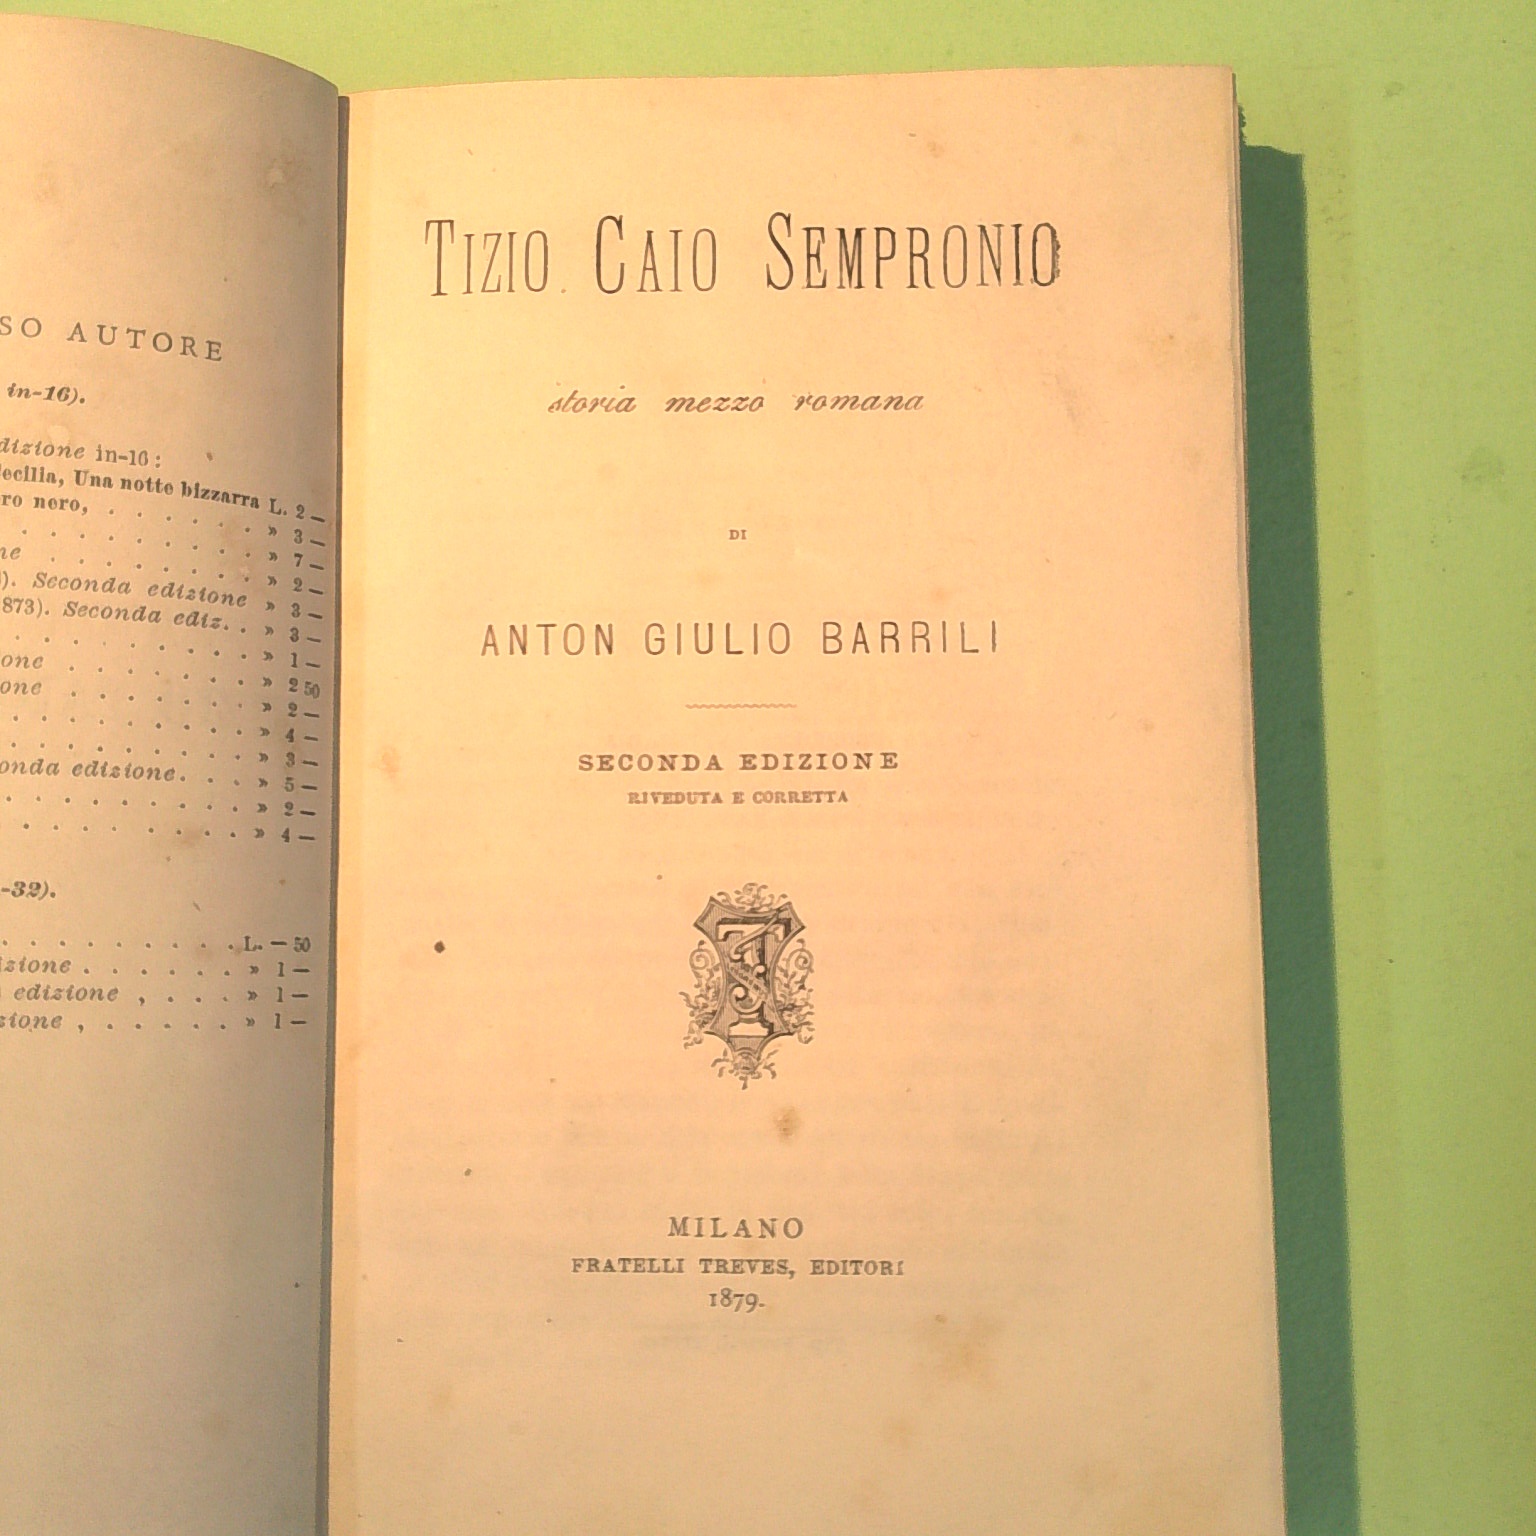 SO AUTORE
in-16).
dizione in-16:
ecilia, Una notte bizzarra L. 2 —
ro nero, . . . . . . » 3 —
. . . . . . . . . » 7 —
ne . . . . . . . . » 2 —
). Seconda edizione » 3 —
873). Seconda ediz. . » 3 —
. . . . . . . . . » 1 —
one . . . . . . . » 2 50
one . . . . . . . » 2 —
. . . . . . . . . » 4 —
. . . . . . . . . » 3 —
onda edizione. . . » 5 —
. . . . . . . . . » 2 —
. . . . . . . . . » 4 —
-32).
. . . . . . . . . L. — 50
izione . . . . . . » 1 —
edizione , . . . » 1 —
zione , . . . . . . » 1 —
TIZIO CAIO SEMPRONIO
storia mezzo romana
DI
ANTON GIULIO BARRILI
SECONDA EDIZIONE
RIVEDUTA E CORRETTA
MILANO
FRATELLI TREVES, EDITORI
1879.